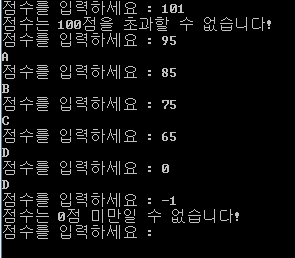 점수를 입력하세요 : 101
점수는 100점을 초과할 수 없습니다!
점수를 입력하세요 : 95
A
점수를 입력하세요 : 85
B
점수를 입력하세요 : 75
C
점수를 입력하세요 : 65
D
점수를 입력하세요 : 0
D
점수를 입력하세요 : -1
점수는 0점 미만일 수 없습니다!
점수를 입력하세요 :